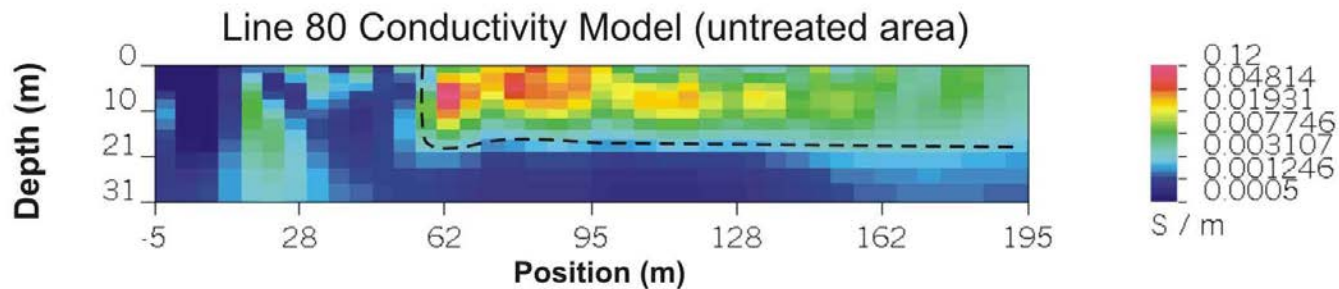 Line 80 Conductivity Model (untreated area)
Depth (m)
0
10
21
31
-5 28 62 95 128 162 195
Position (m)
0.12
0.04814
0.01931
0.007746
0.003107
0.001246
0.0005
S / m